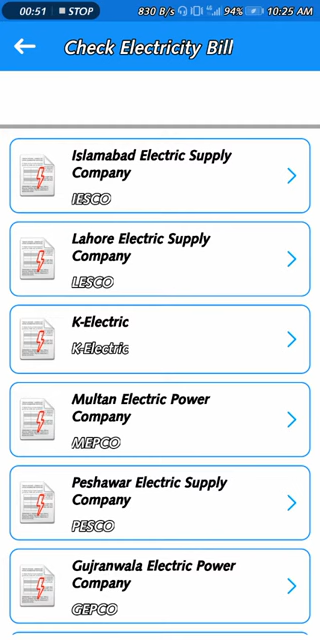 00:51 STOP 830 B/s 94% 10:25 AM
Check Electricity Bill
Islamabad Electric Supply
Company
IESCO
Lahore Electric Supply
Company
LESCO
K-Electric
K-Electric
Multan Electric Power
Company
MEPCO
Peshawar Electric Supply
Company
PESCO
Gujranwala Electric Power
Company
GEPCO